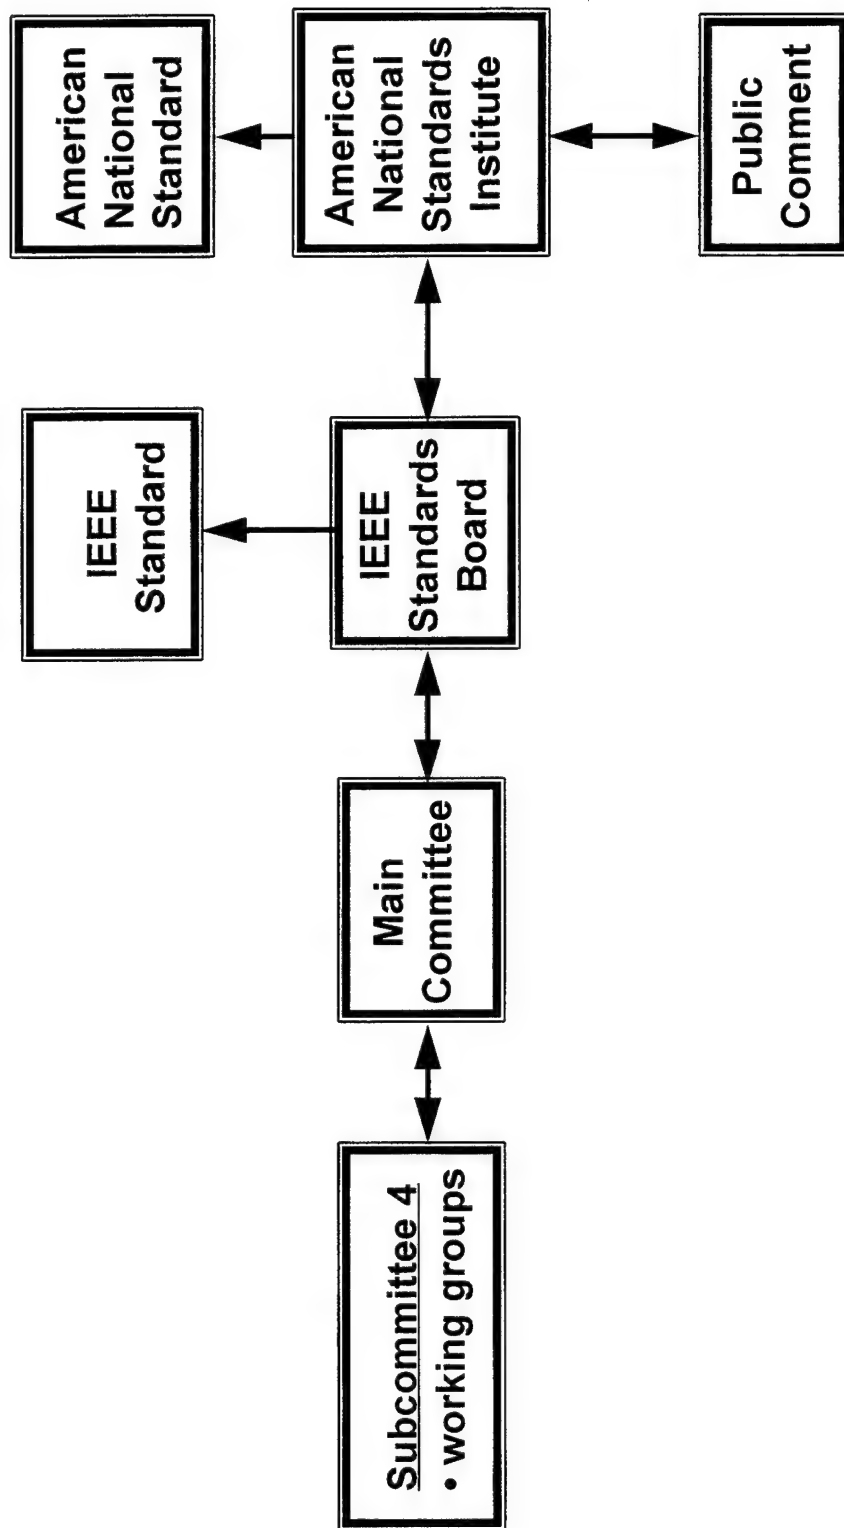 Subcommittee 4
• working groups
Main
Committee
IEEE
Standards
Board
IEEE
Standard
American
National
Standards
Institute
American
National
Standard
Public
Comment